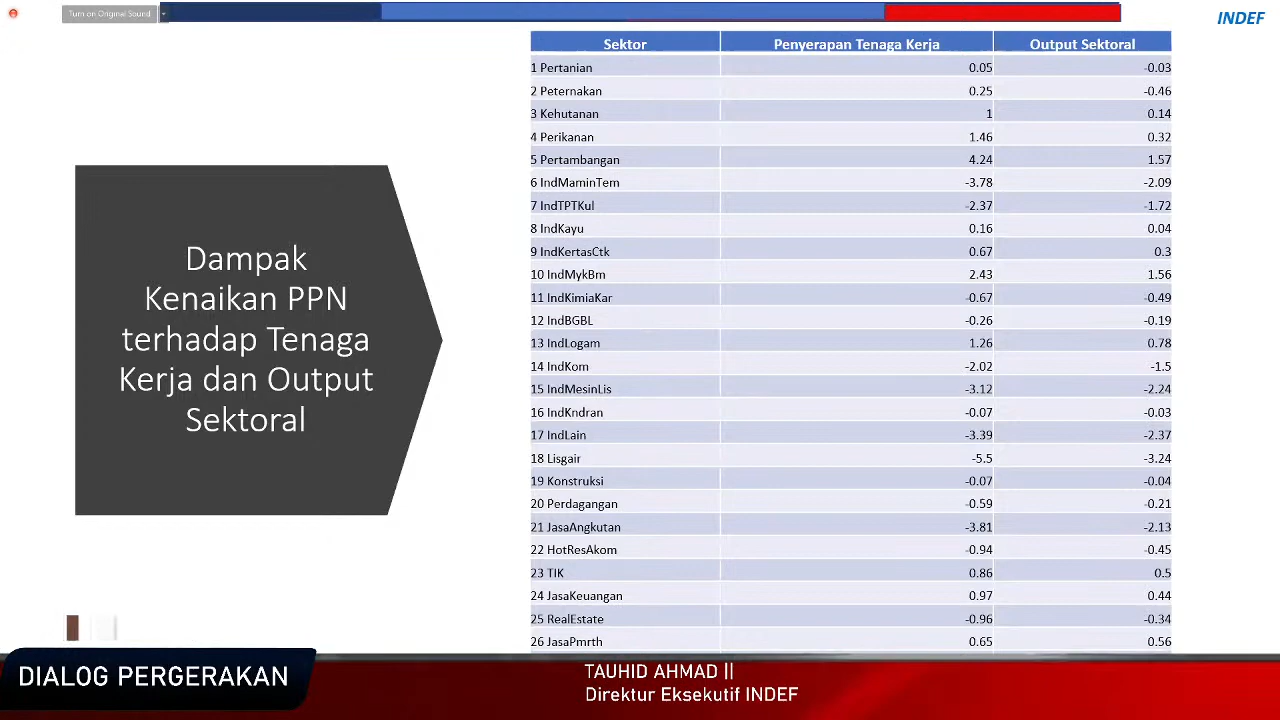 Turn on Original Sound
INDEF
Sektor Penyerapan Tenaga Kerja Output Sektoral
1 Pertanian 0.05 -0.03
2 Peternakan 0.25 -0.46
3 Kehutanan 1 0.14
4 Perikanan 1.46 0.32
5 Pertambangan 4.24 1.57
6 IndMaminTem -3.78 -2.09
7 IndTPTKul -2.37 -1.72
8 IndKayu 0.16 0.04
9 IndKertasCtk 0.67 0.3
10 IndMykBm 2.43 1.56
11 IndKimiaKar -0.67 -0.49
12 IndBGBL -0.26 -0.19
13 IndLogam 1.26 0.78
14 IndKom -2.02 -1.5
15 IndMesinLis -3.12 -2.24
16 IndKndran -0.07 -0.03
17 IndLain -3.39 -2.37
18 Lisgair -5.5 -3.24
19 Konstruksi -0.07 -0.04
20 Perdagangan -0.59 -0.21
21 JasaAngkutan -3.81 -2.13
22 HotResAkom -0.94 -0.45
23 TIK 0.86 0.5
24 JasaKeuangan 0.97 0.44
25 RealEstate -0.96 -0.34
26 JasaPmrth 0.65 0.56
Dampak
Kenaikan PPN
terhadap Tenaga
Kerja dan Output
Sektoral
DIALOG PERGERAKAN
TAUHID AHMAD ||
Direktur Eksekutif INDEF